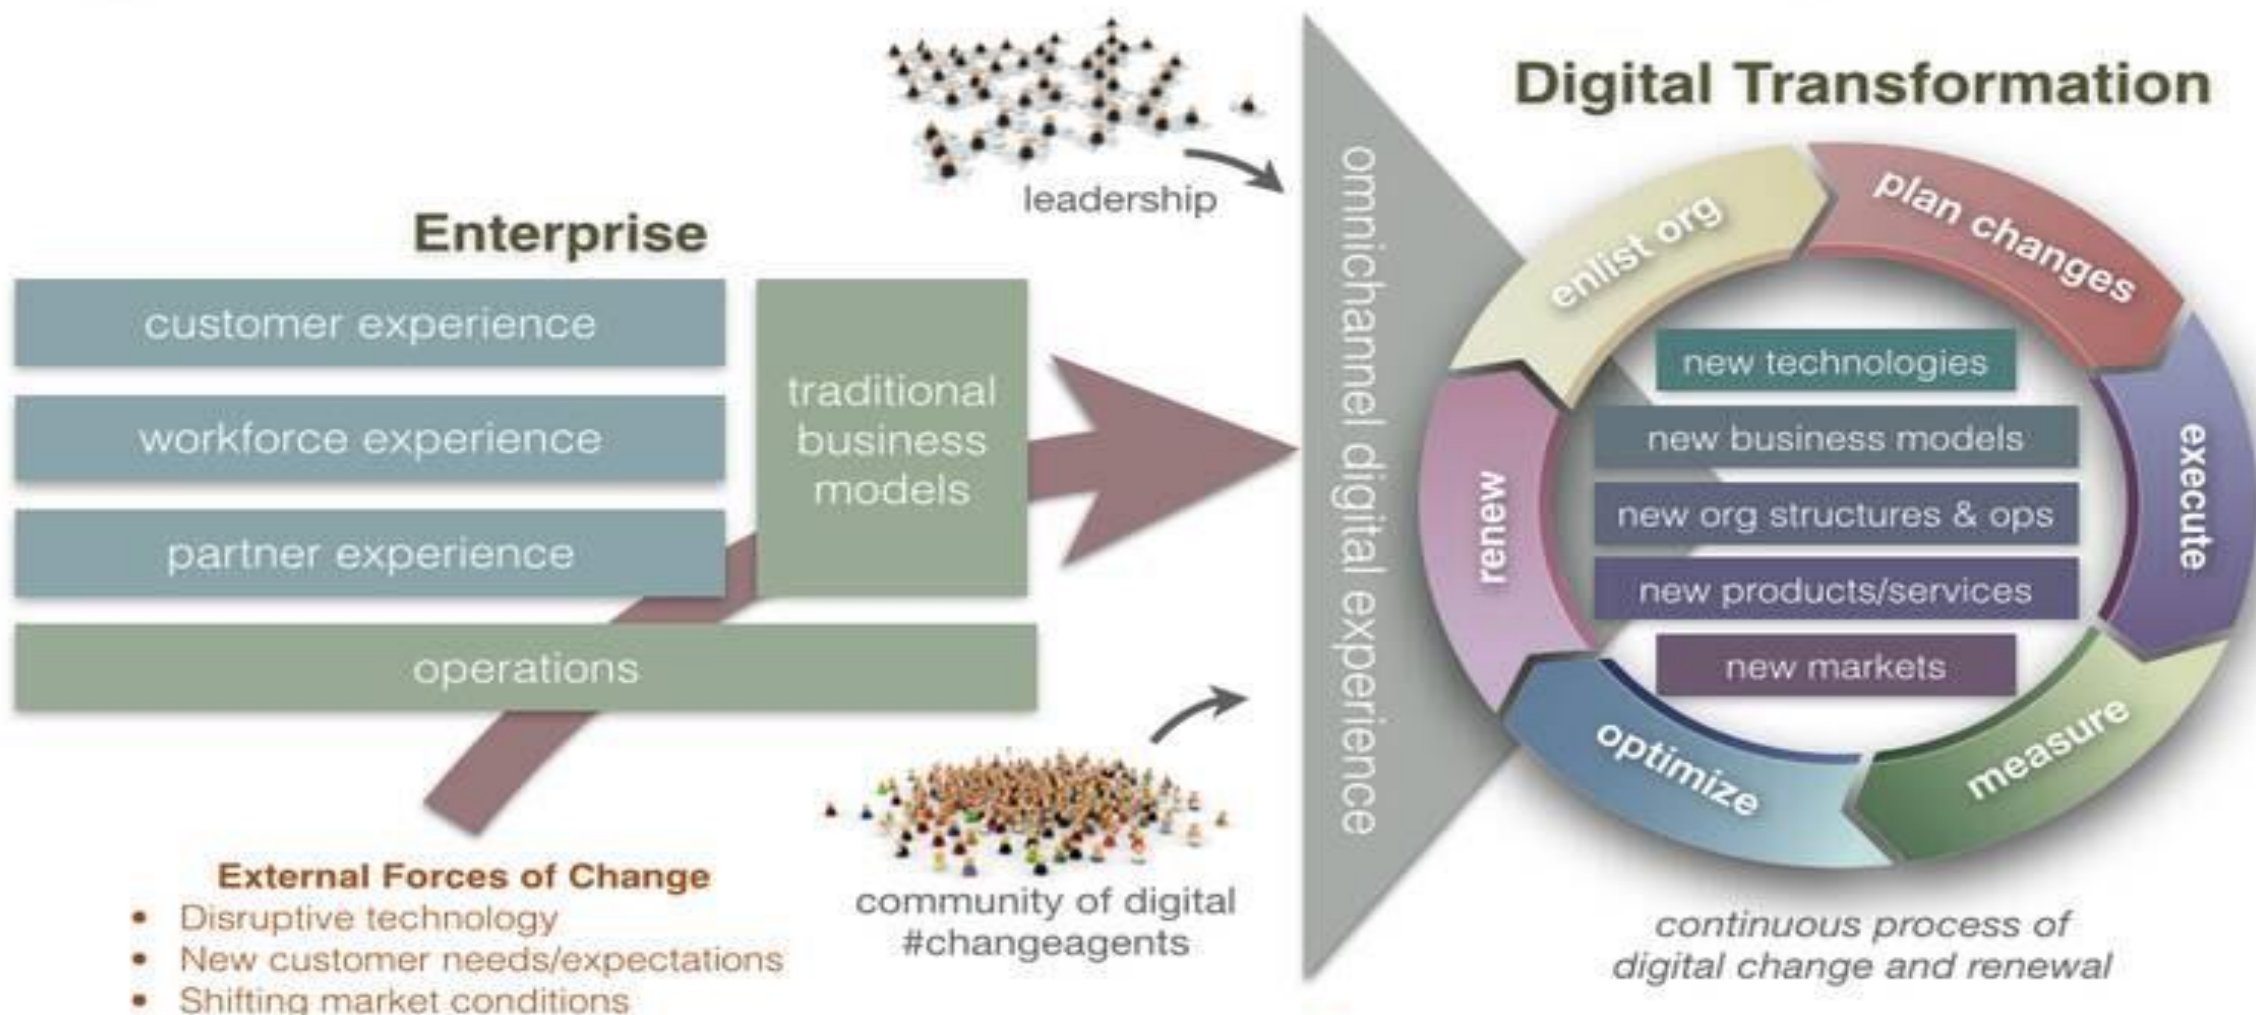 Enterprise
customer experience
workforce experience
partner experience
operations
traditional
business
models
External Forces of Change
• Disruptive technology
• New customer needs/expectations
• Shifting market conditions
leadership
community of digital
#changeagents
omnichannel digital experience
Digital Transformation
enlist org
plan changes
execute
measure
optimize
renew
new technologies
new business models
new org structures & ops
new products/services
new markets
continuous process of
digital change and renewal